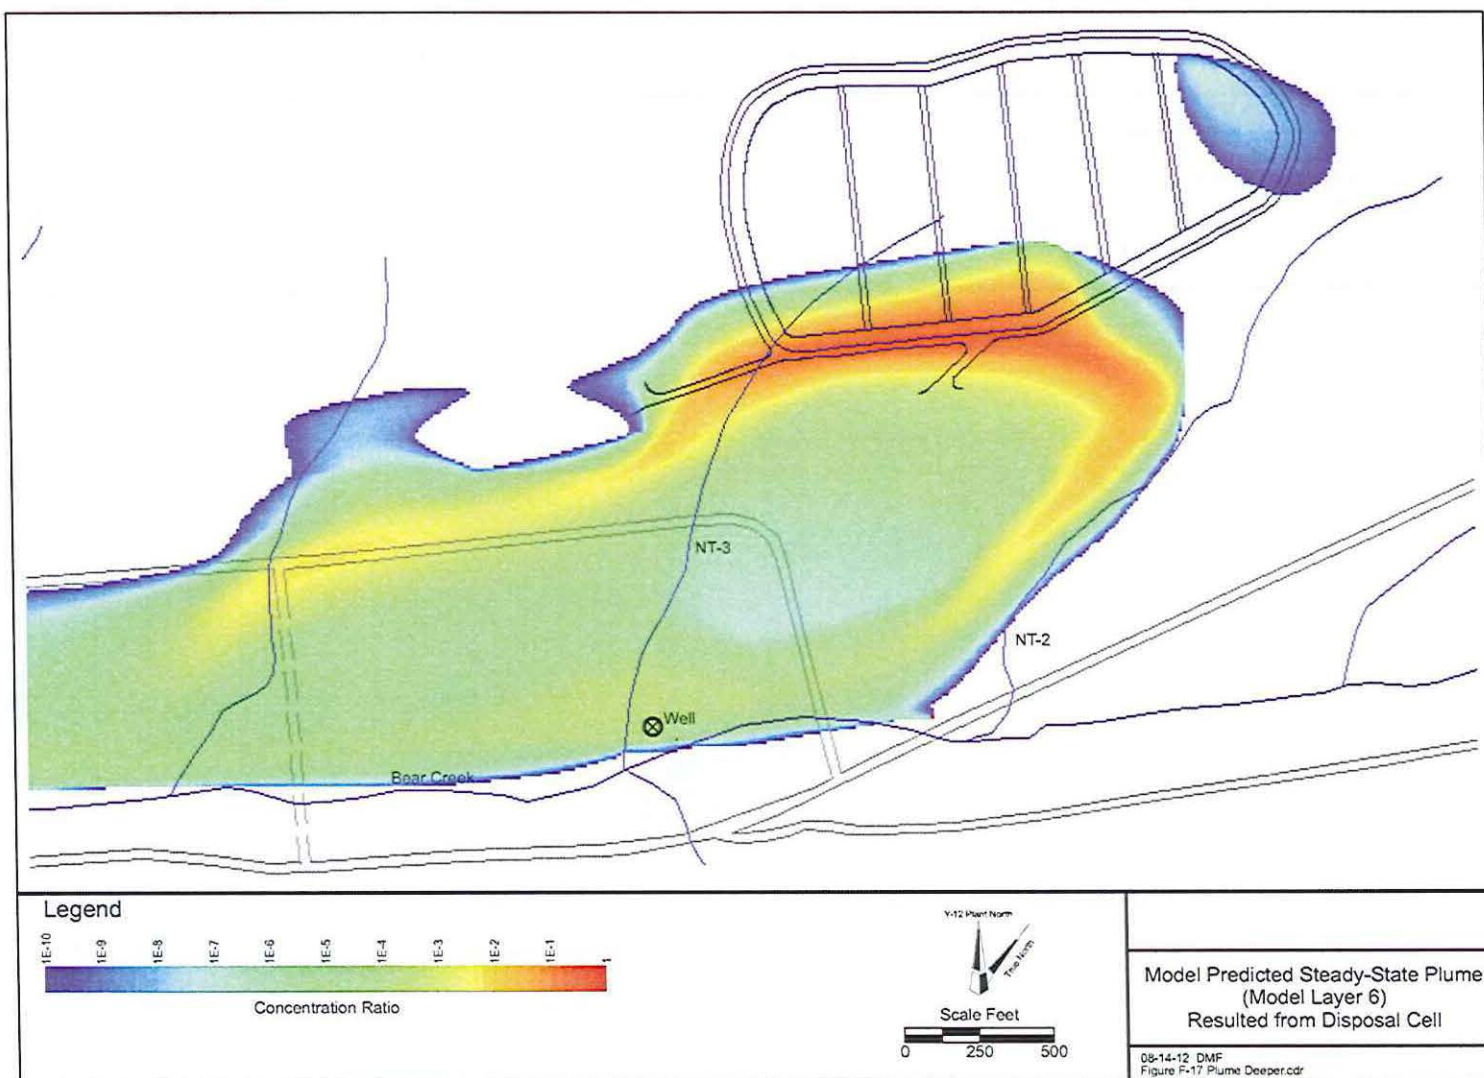 NT-3
NT-2
Well
Bear Creek
Legend
1E-10
1E-9
1E-8
1E-7
1E-6
1E-5
1E-4
1E-3
1E-2
1E-1
1
Concentration Ratio
Y-12 Plant North
True North
Scale Feet
0 250 500
Model Predicted Steady-State Plume
(Model Layer 6)
Resulted from Disposal Cell
08-14-12 DMF
Figure F-17 Plume Deeper.cdr